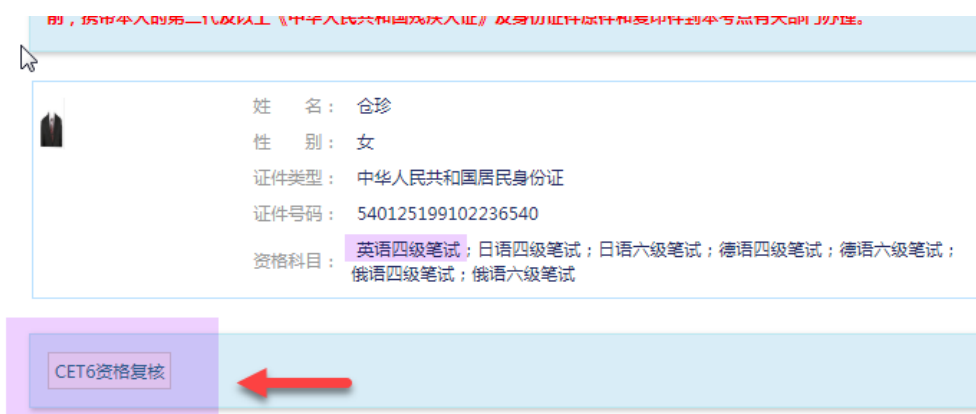 前，携带本人的第二代及以上《中华人民共和国残疾人证》及身份证件原件和复印件到本考点有关部门办理。
姓 名： 仓珍
性 别： 女
证件类型： 中华人民共和国居民身份证
证件号码： 540125199102236540
资格科目： 英语四级笔试；日语四级笔试；日语六级笔试；德语四级笔试；德语六级笔试；
俄语四级笔试；俄语六级笔试
CET6资格复核